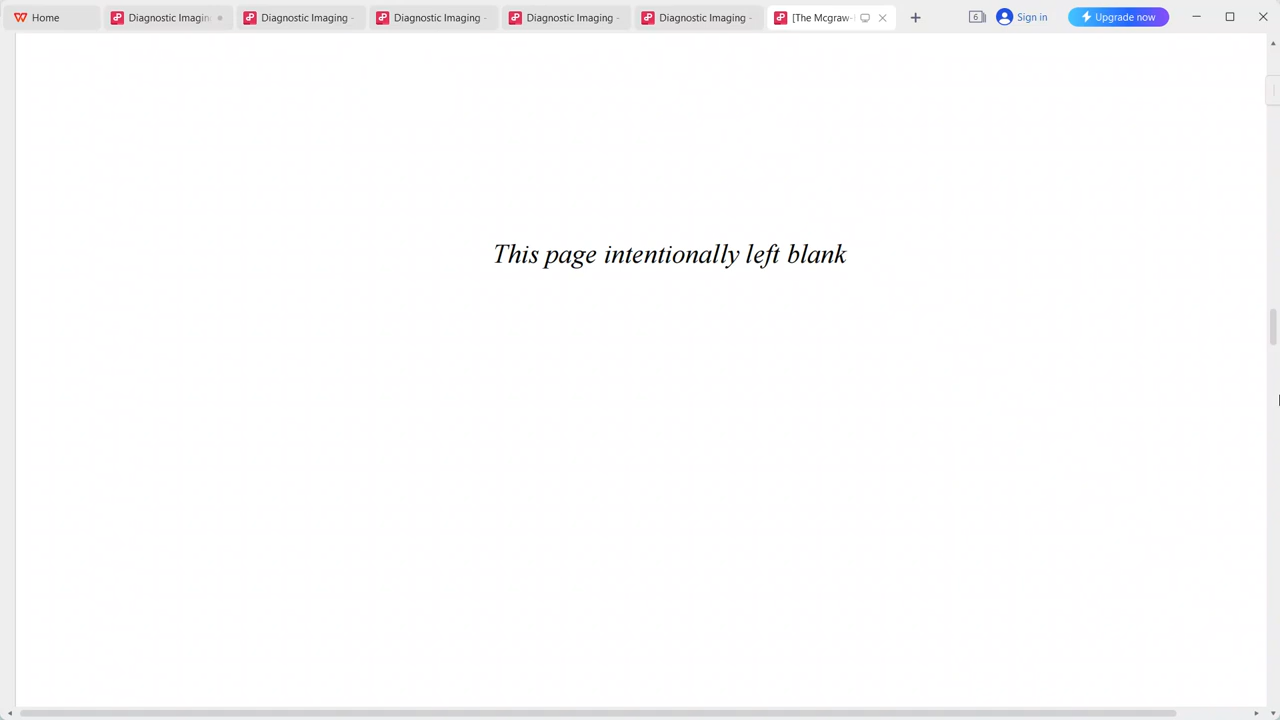 Home
Diagnostic Imaging
Diagnostic Imaging -
Diagnostic Imaging -
Diagnostic Imaging -
Diagnostic Imaging -
[The Mcgraw-
6
Sign in
Upgrade now
This page intentionally left blank